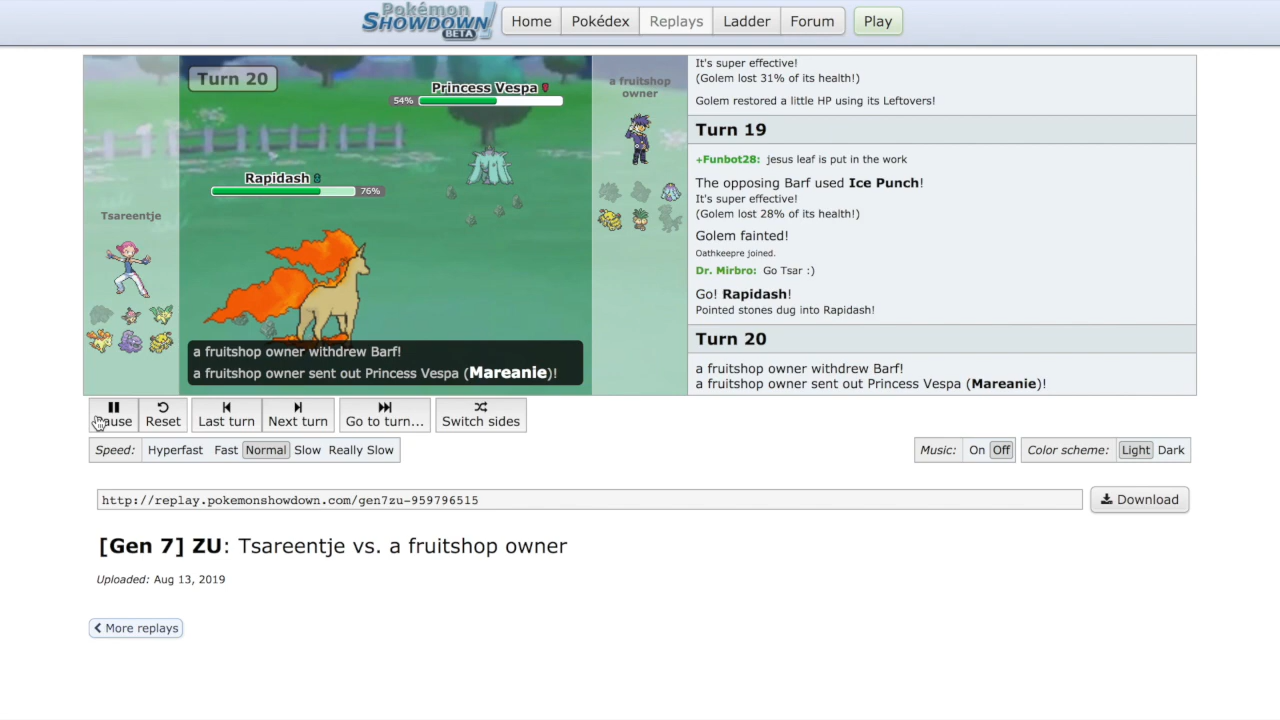 Pokémon
SHOWDOWN!
BETA
Home
Pokédex
Replays
Ladder
Forum
Play
Turn 20
Princess Vespa
54%
Rapidash
76%
Tsareentje
a fruitshop
owner
a fruitshop owner withdrew Barf!
a fruitshop owner sent out Princess Vespa (Mareanie)!
It's super effective!
(Golem lost 31% of its health!)
Golem restored a little HP using its Leftovers!
Turn 19
+Funbot28: jesus leaf is put in the work
The opposing Barf used Ice Punch!
It's super effective!
(Golem lost 28% of its health!)
Golem fainted!
Oathkeepre joined.
Dr. Mirbro: Go Tsar :)
Go! Rapidash!
Pointed stones dug into Rapidash!
Turn 20
a fruitshop owner withdrew Barf!
a fruitshop owner sent out Princess Vespa (Mareanie)!
Pause
Reset
Last turn
Next turn
Go to turn...
Switch sides
Speed: Hyperfast Fast Normal Slow Really Slow
Music: On Off
Color scheme: Light Dark
http://replay.pokemonshowdown.com/gen7zu-959796515
Download
[Gen 7] ZU: Tsareentje vs. a fruitshop owner
Uploaded: Aug 13, 2019
More replays